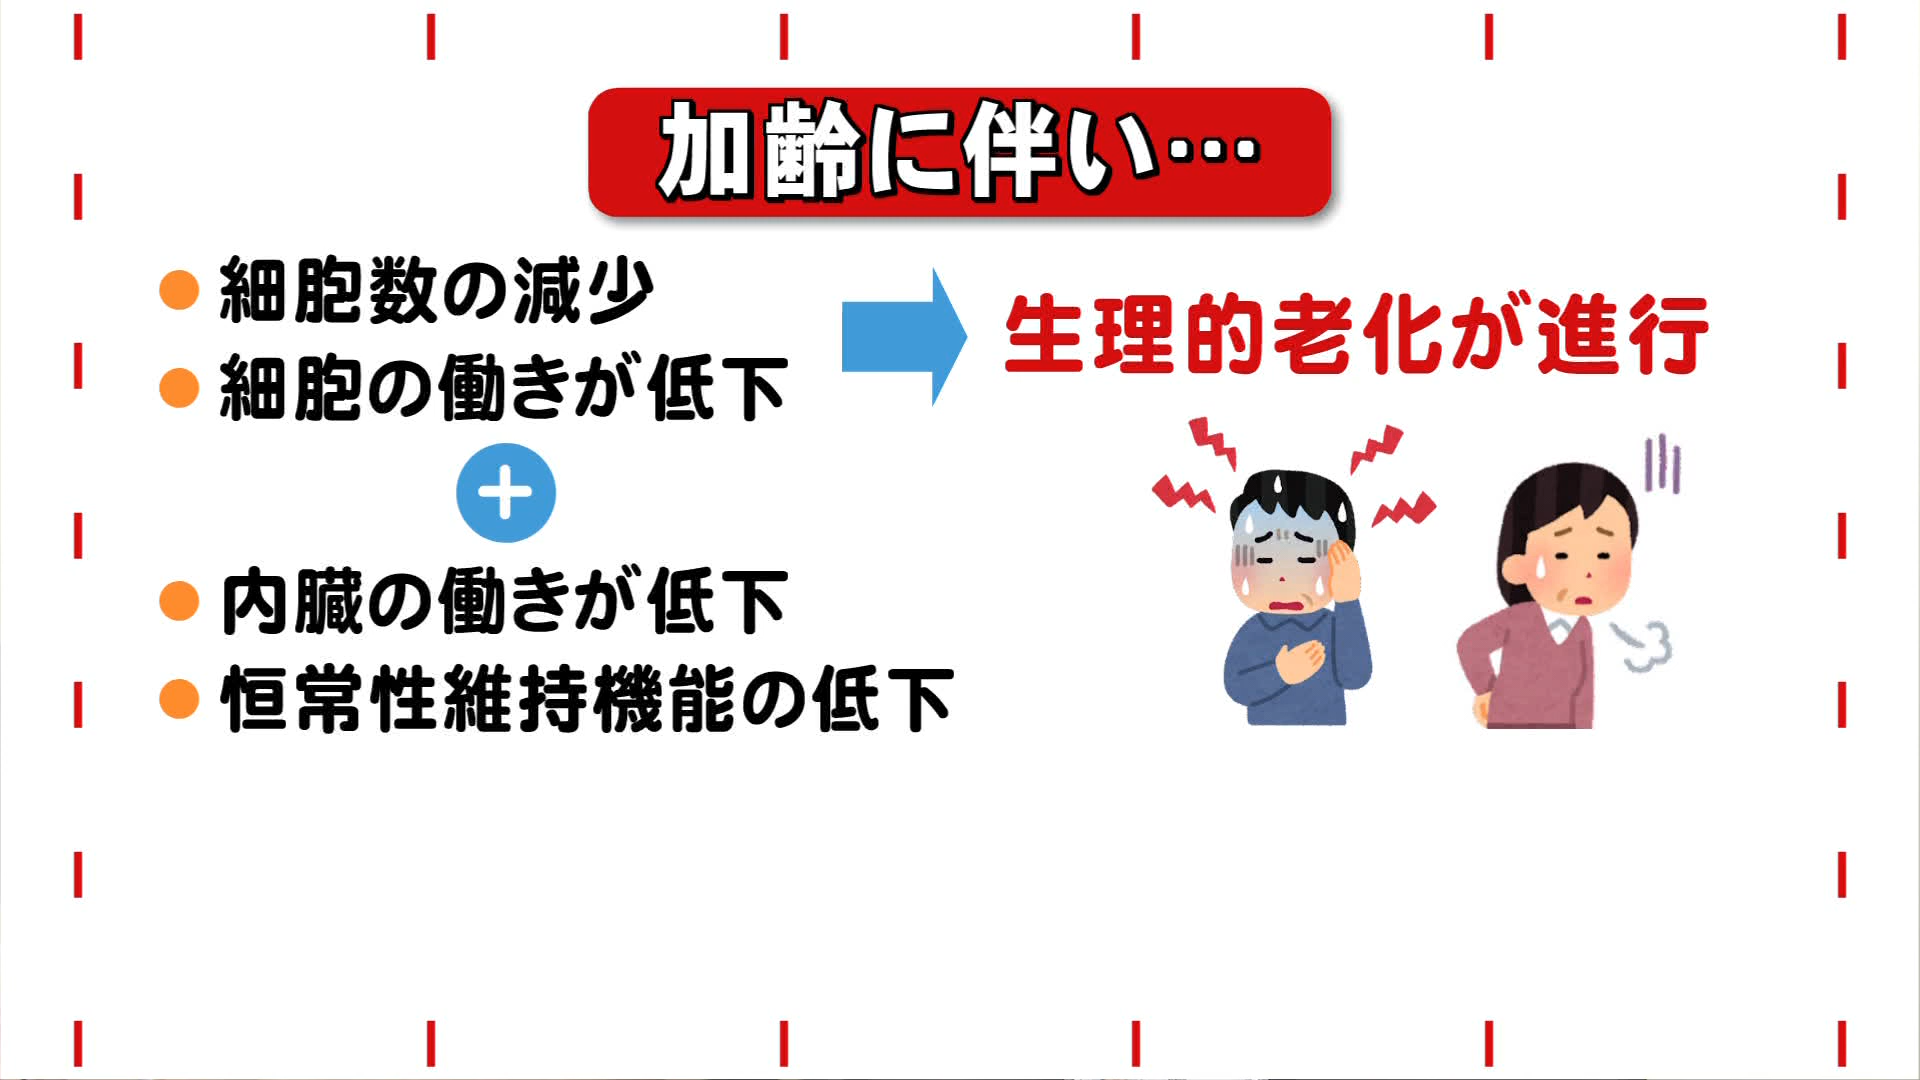 加齢に伴い…
細胞数の減少
細胞の働きが低下
生理的老化が進行
+
内臓の働きが低下
恒常性維持機能の低下